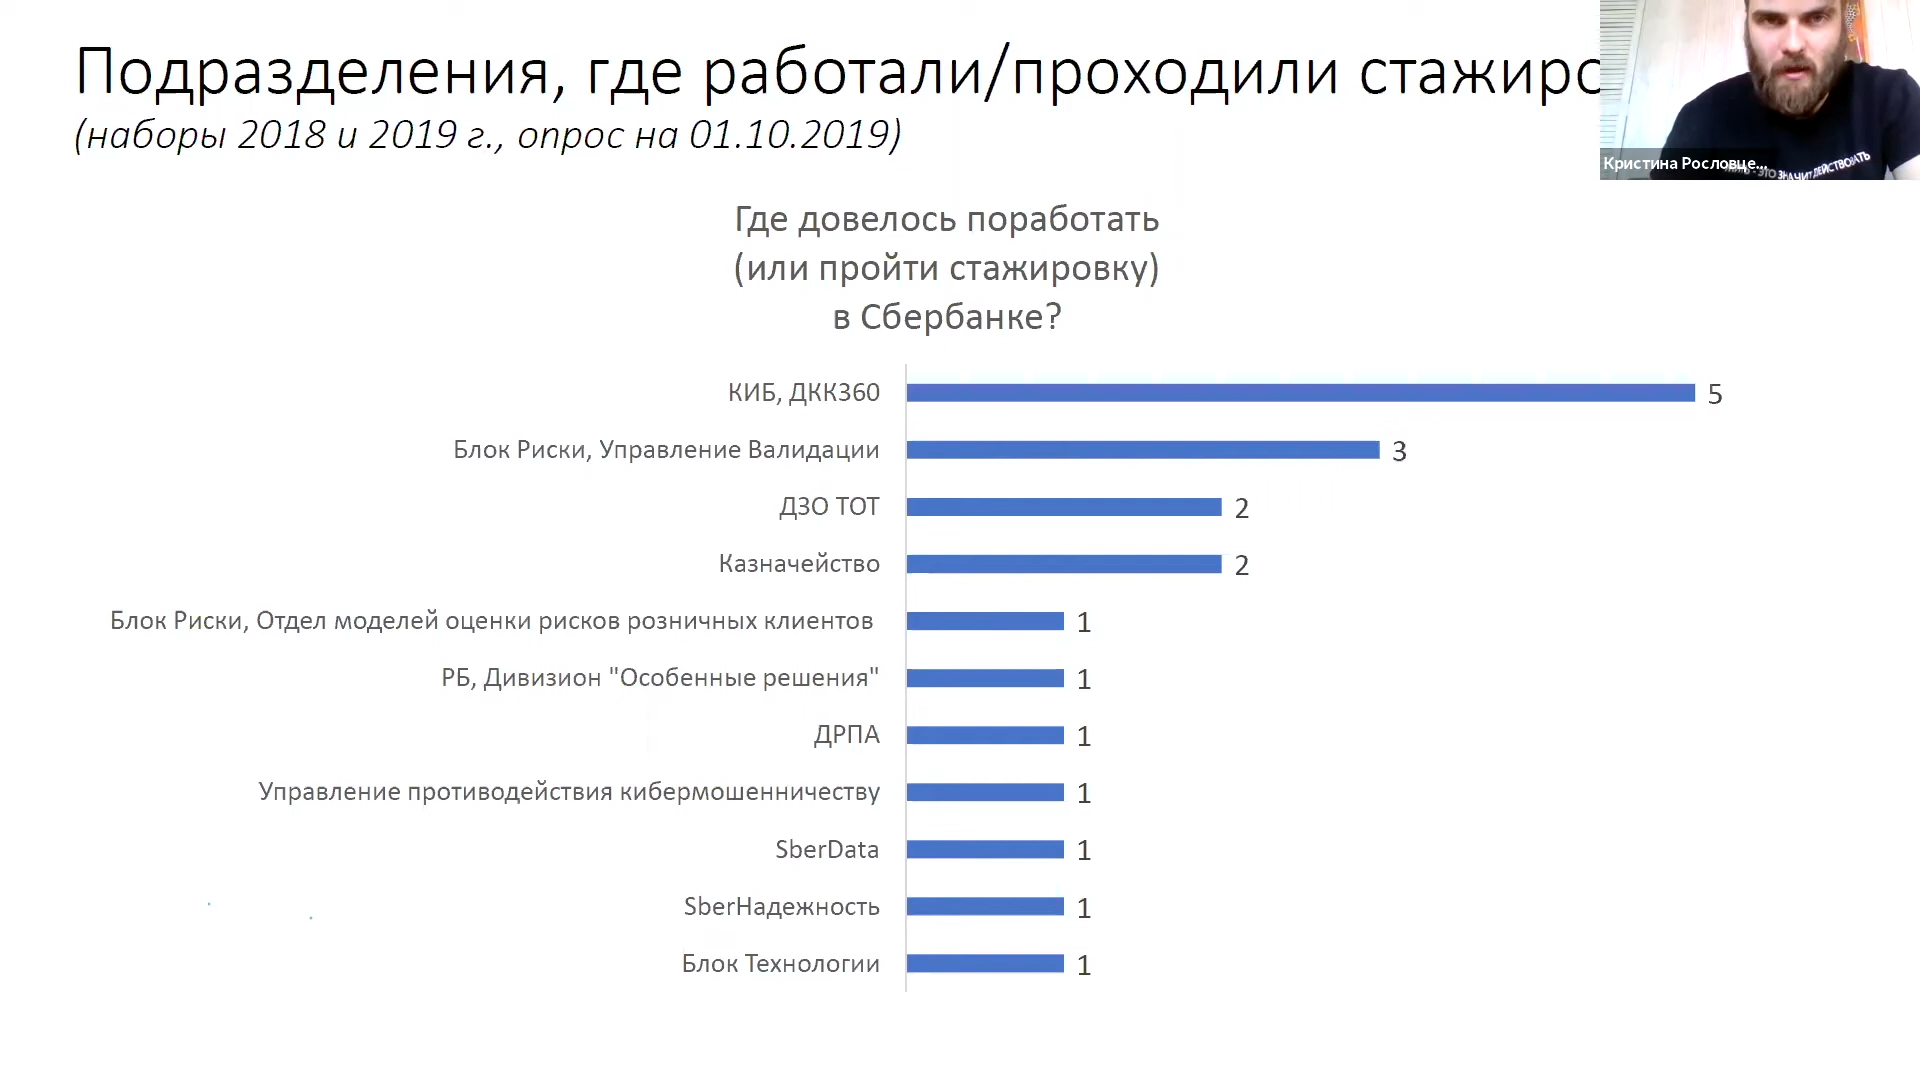 Подразделения, где работали/проходили стажиро
(наборы 2018 и 2019 г., опрос на 01.10.2019)
Кристина Рословце...
ЗНАЧИТ ДЕЙСТВОВАТЬ
Где довелось поработать
(или пройти стажировку)
в Сбербанке?
КИБ, ДКК360 5
Блок Риски, Управление Валидации 3
ДЗО ТОТ 2
Казначейство 2
Блок Риски, Отдел моделей оценки рисков розничных клиентов 1
РБ, Дивизион "Особенные решения" 1
ДРПА 1
Управление противодействия кибермошенничеству 1
SberData 1
SberНадежность 1
Блок Технологии 1